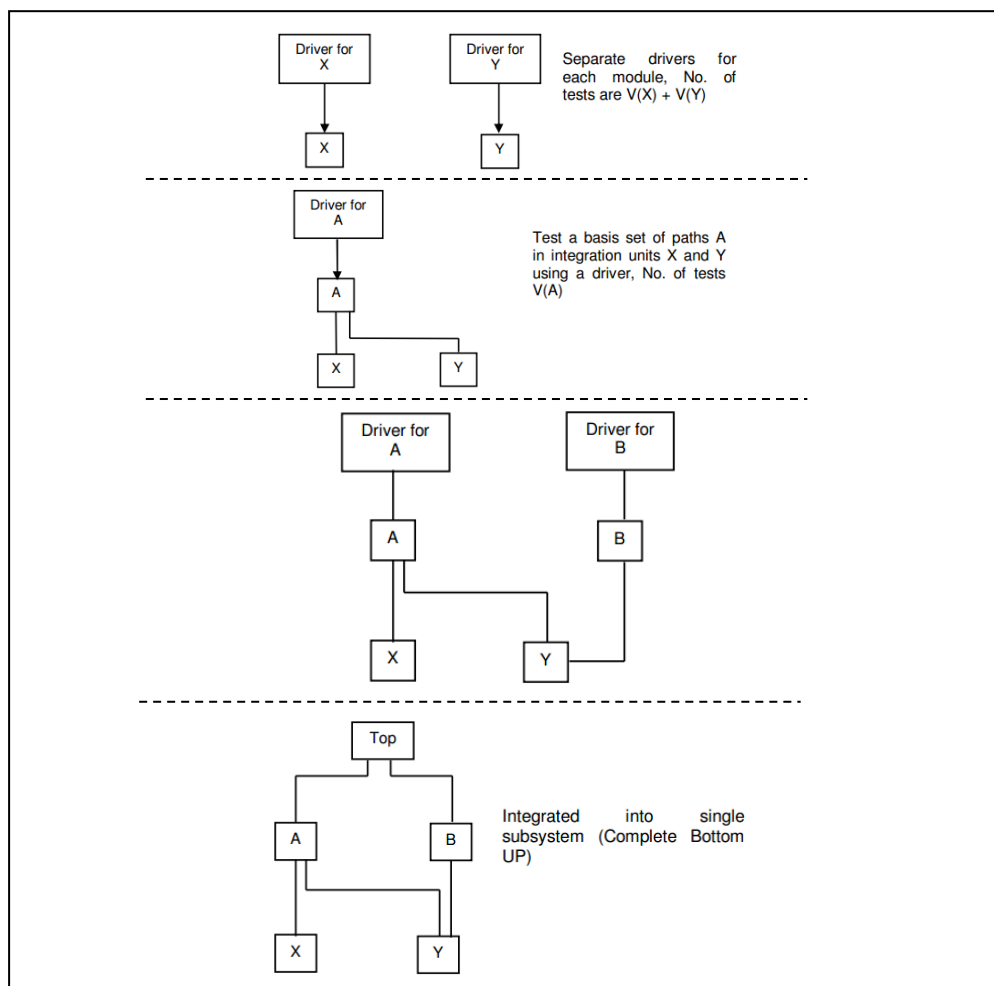 Driver for
X
Driver for
Y
Separate drivers for
each module, No. of
tests are V(X) + V(Y)
X
Y
Driver for
A
Test a basis set of paths A
in integration units X and Y
using a driver, No. of tests
V(A)
A
X
Y
Driver for
A
Driver for
B
A
B
X
Y
Top
Integrated into single
subsystem (Complete Bottom
UP)
A
B
X
Y